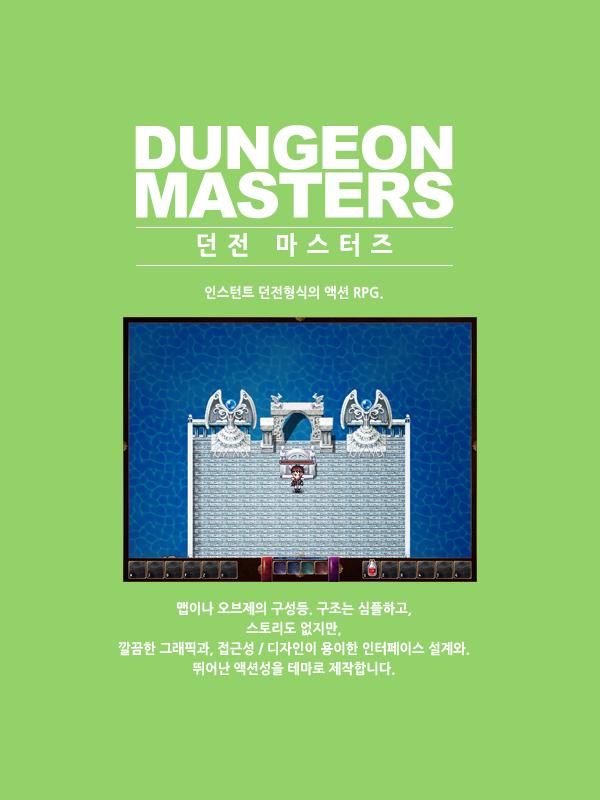 DUNGEON
MASTERS
던전 마스터즈
인스턴트 던전형식의 액션 RPG.
맵이나 오브제의 구성등. 구조는 심플하고,
스토리도 없지만,
깔끔한 그래픽과, 접근성 / 디자인이 용이한 인터페이스 설계와.
뛰어난 액션성을 테마로 제작합니다.